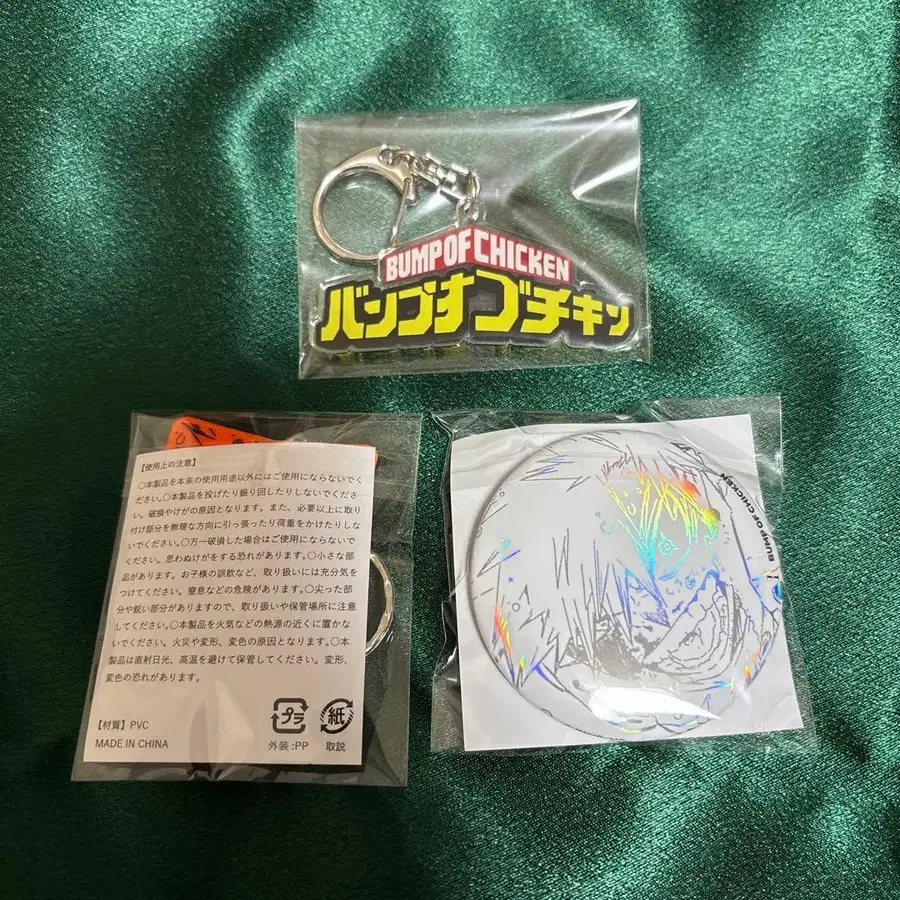 BUMP OF CHICKEN
バンプオブチキン
【使用上の注意】
○本製品を本来の使用用途以外にはご使用にならないでく
ださい。○本製品を投げたり振り回したりしないでくだ
さい。破損やけがの原因となります。また、必要以上に取り
付け部分を無理な方向に引っ張ったり荷重をかけたりしな
いでください。○万一破損した場合はご使用にならないで
ください。思わぬけがをする恐れがあります。○小さな部
品があります。お子様の誤飲など、取り扱いには充分気を
つけてください。窒息などの危険があります。○尖った部
分や鋭い部分がありますので、取り扱いや保管場所に注意
してください。○本製品を火気などの熱源の近くに置かな
いでください。火災や変形、変色の原因となります。○本
製品は直射日光、高温を避けて保管してください。変形、
変色の恐れがあります。
【材質】PVC
MADE IN CHINA
プラ
外装:PP
紙
取説
BUMP OF CHICKEN